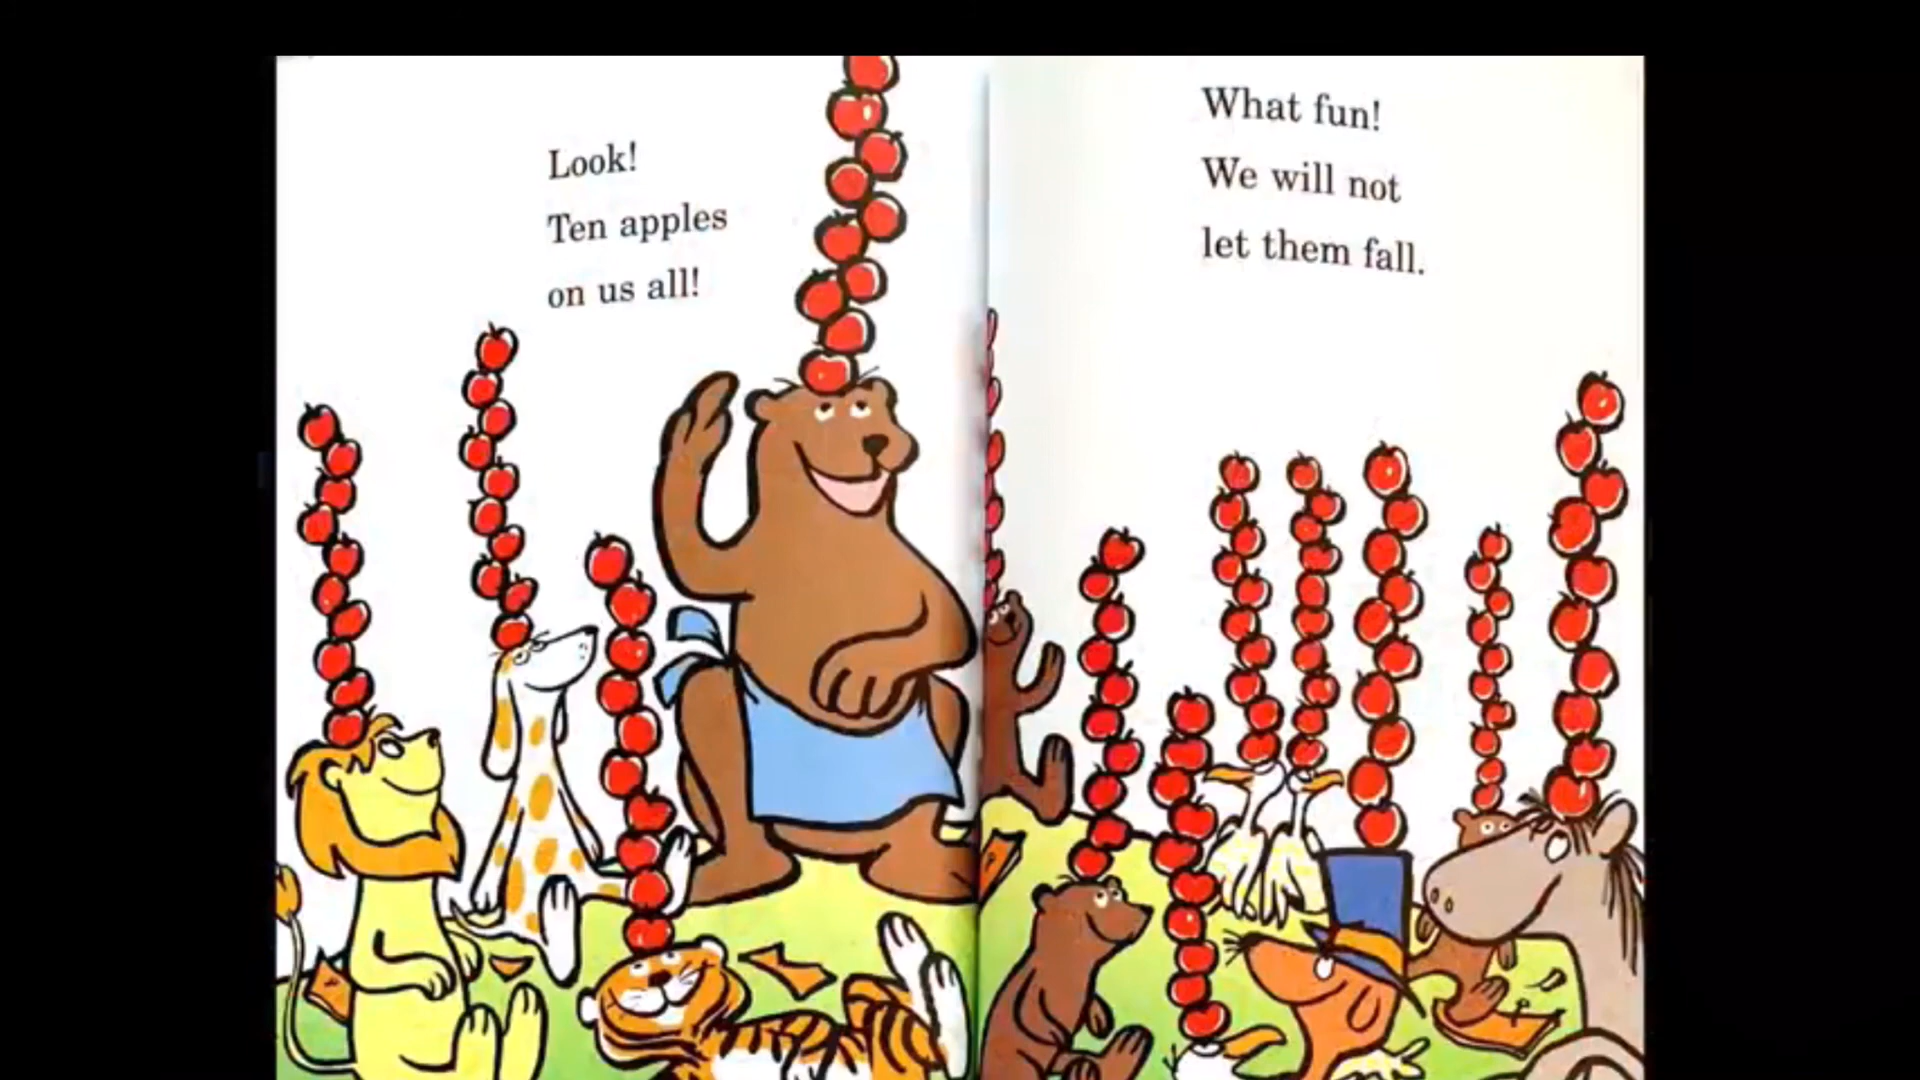 Look!
Ten apples
on us all!
What fun!
We will not
let them fall.